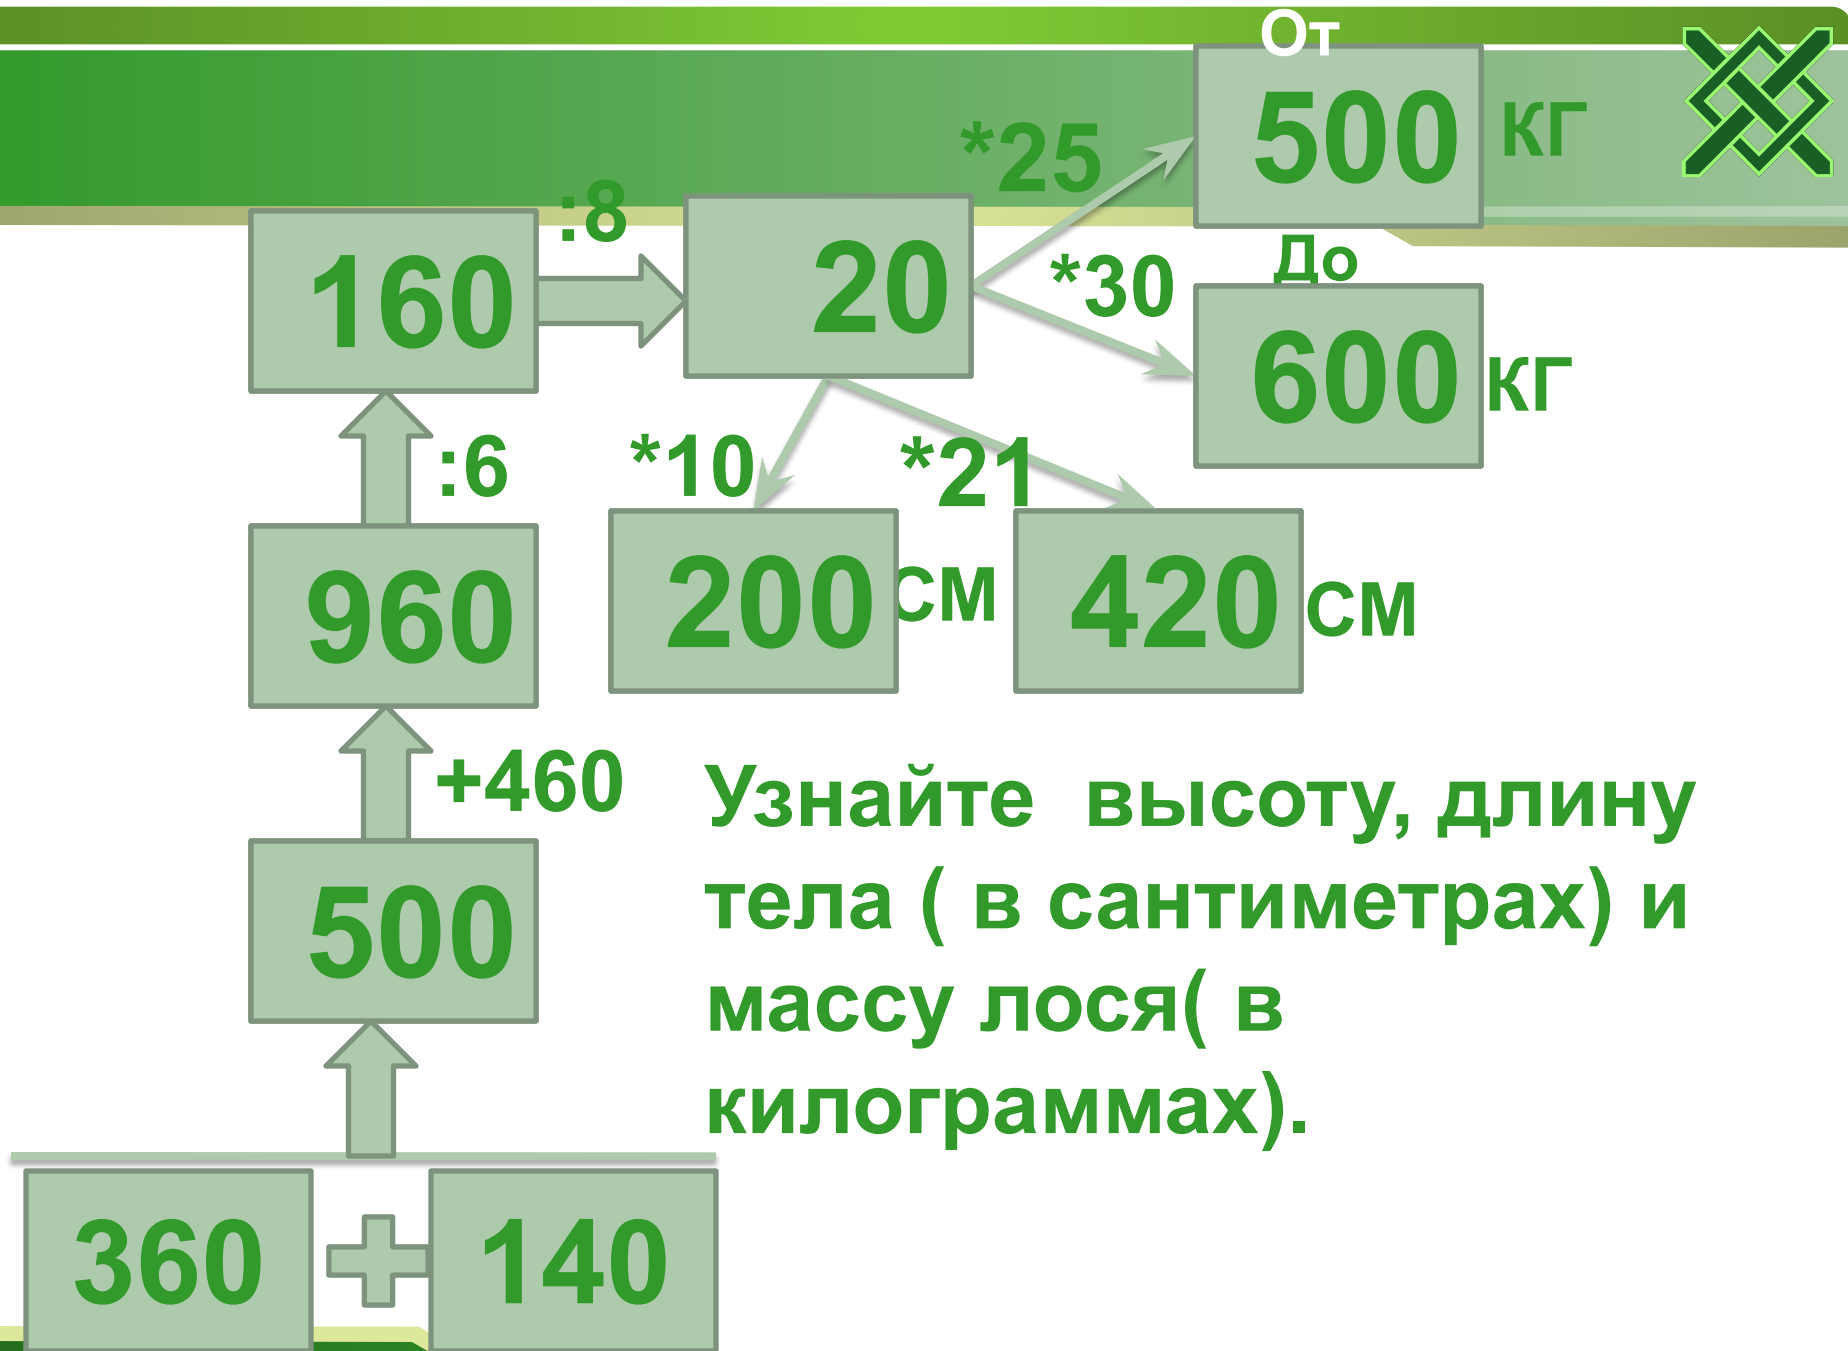 От
500 кг
*25
:8
160
20
*30
До
600 кг
:6
*10
*21
960
200 см
420 см
+460
500
Узнайте высоту, длину
тела ( в сантиметрах) и
массу лося( в
килограммах).
360
140